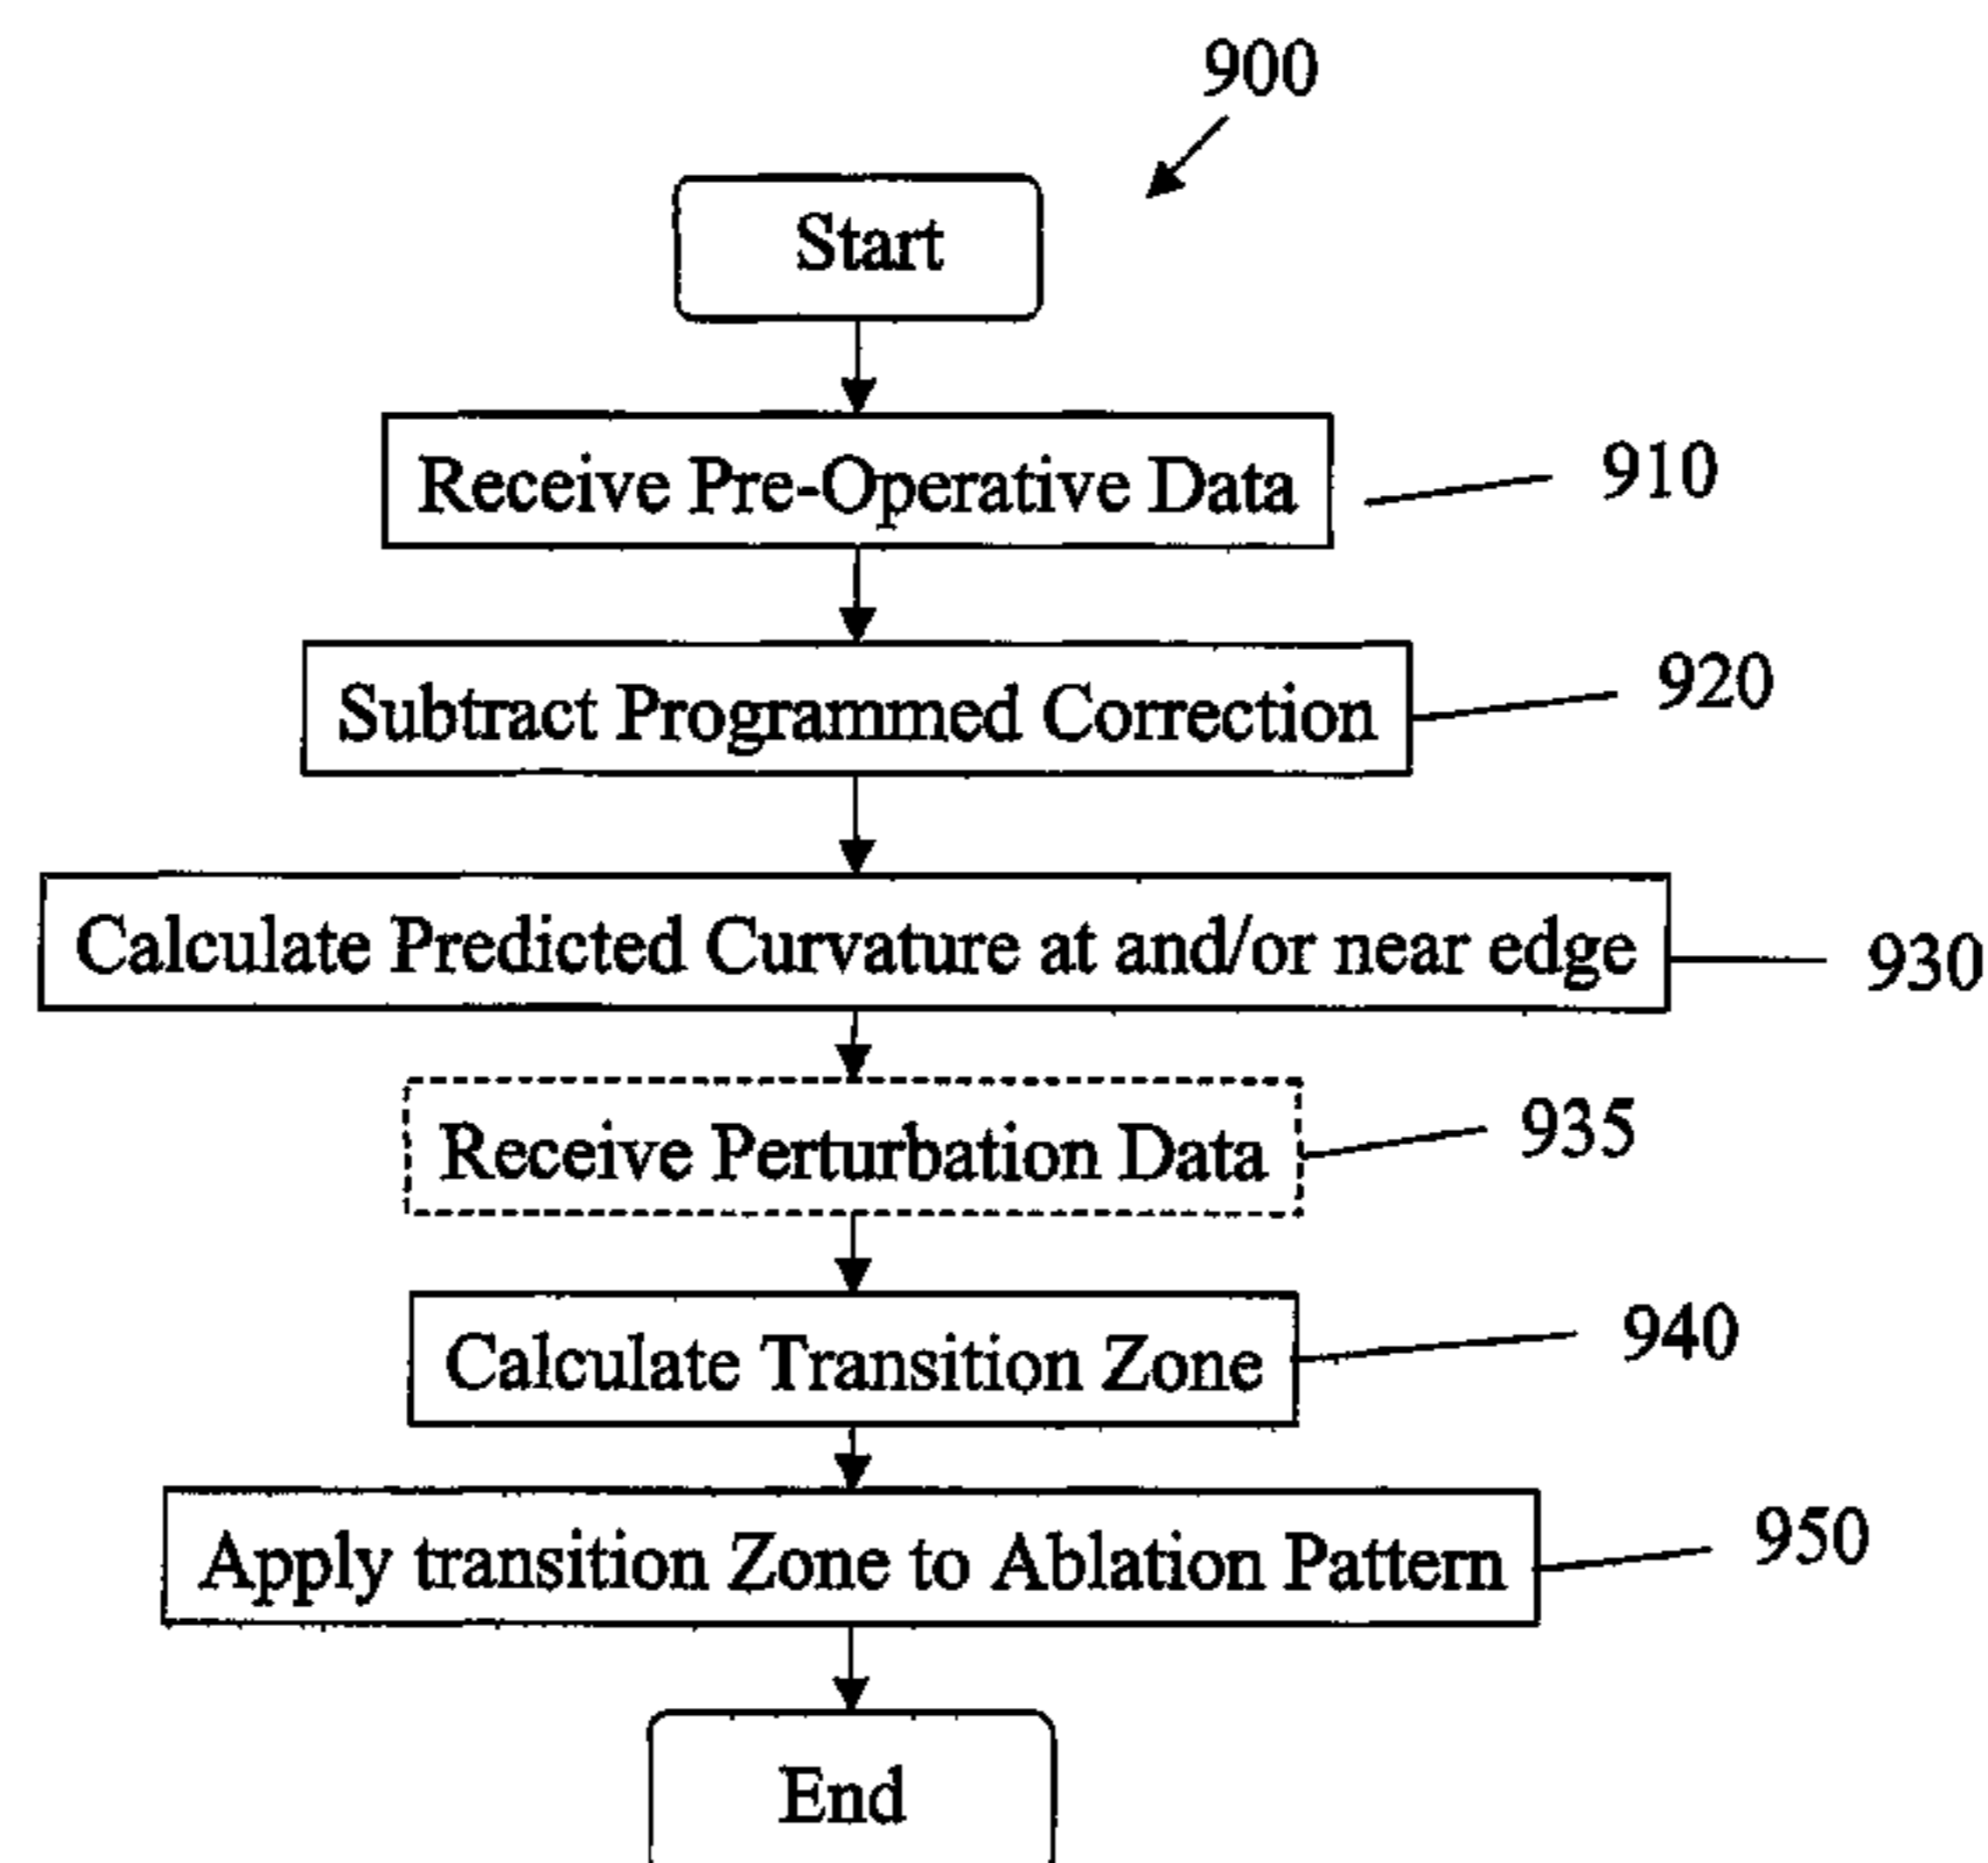 900
Start
Receive Pre-Operative Data
910
Subtract Programmed Correction
920
Calculate Predicted Curvature at and/or near edge
930
Receive Perturbation Data
935
Calculate Transition Zone
940
Apply transition Zone to Ablation Pattern
950
End